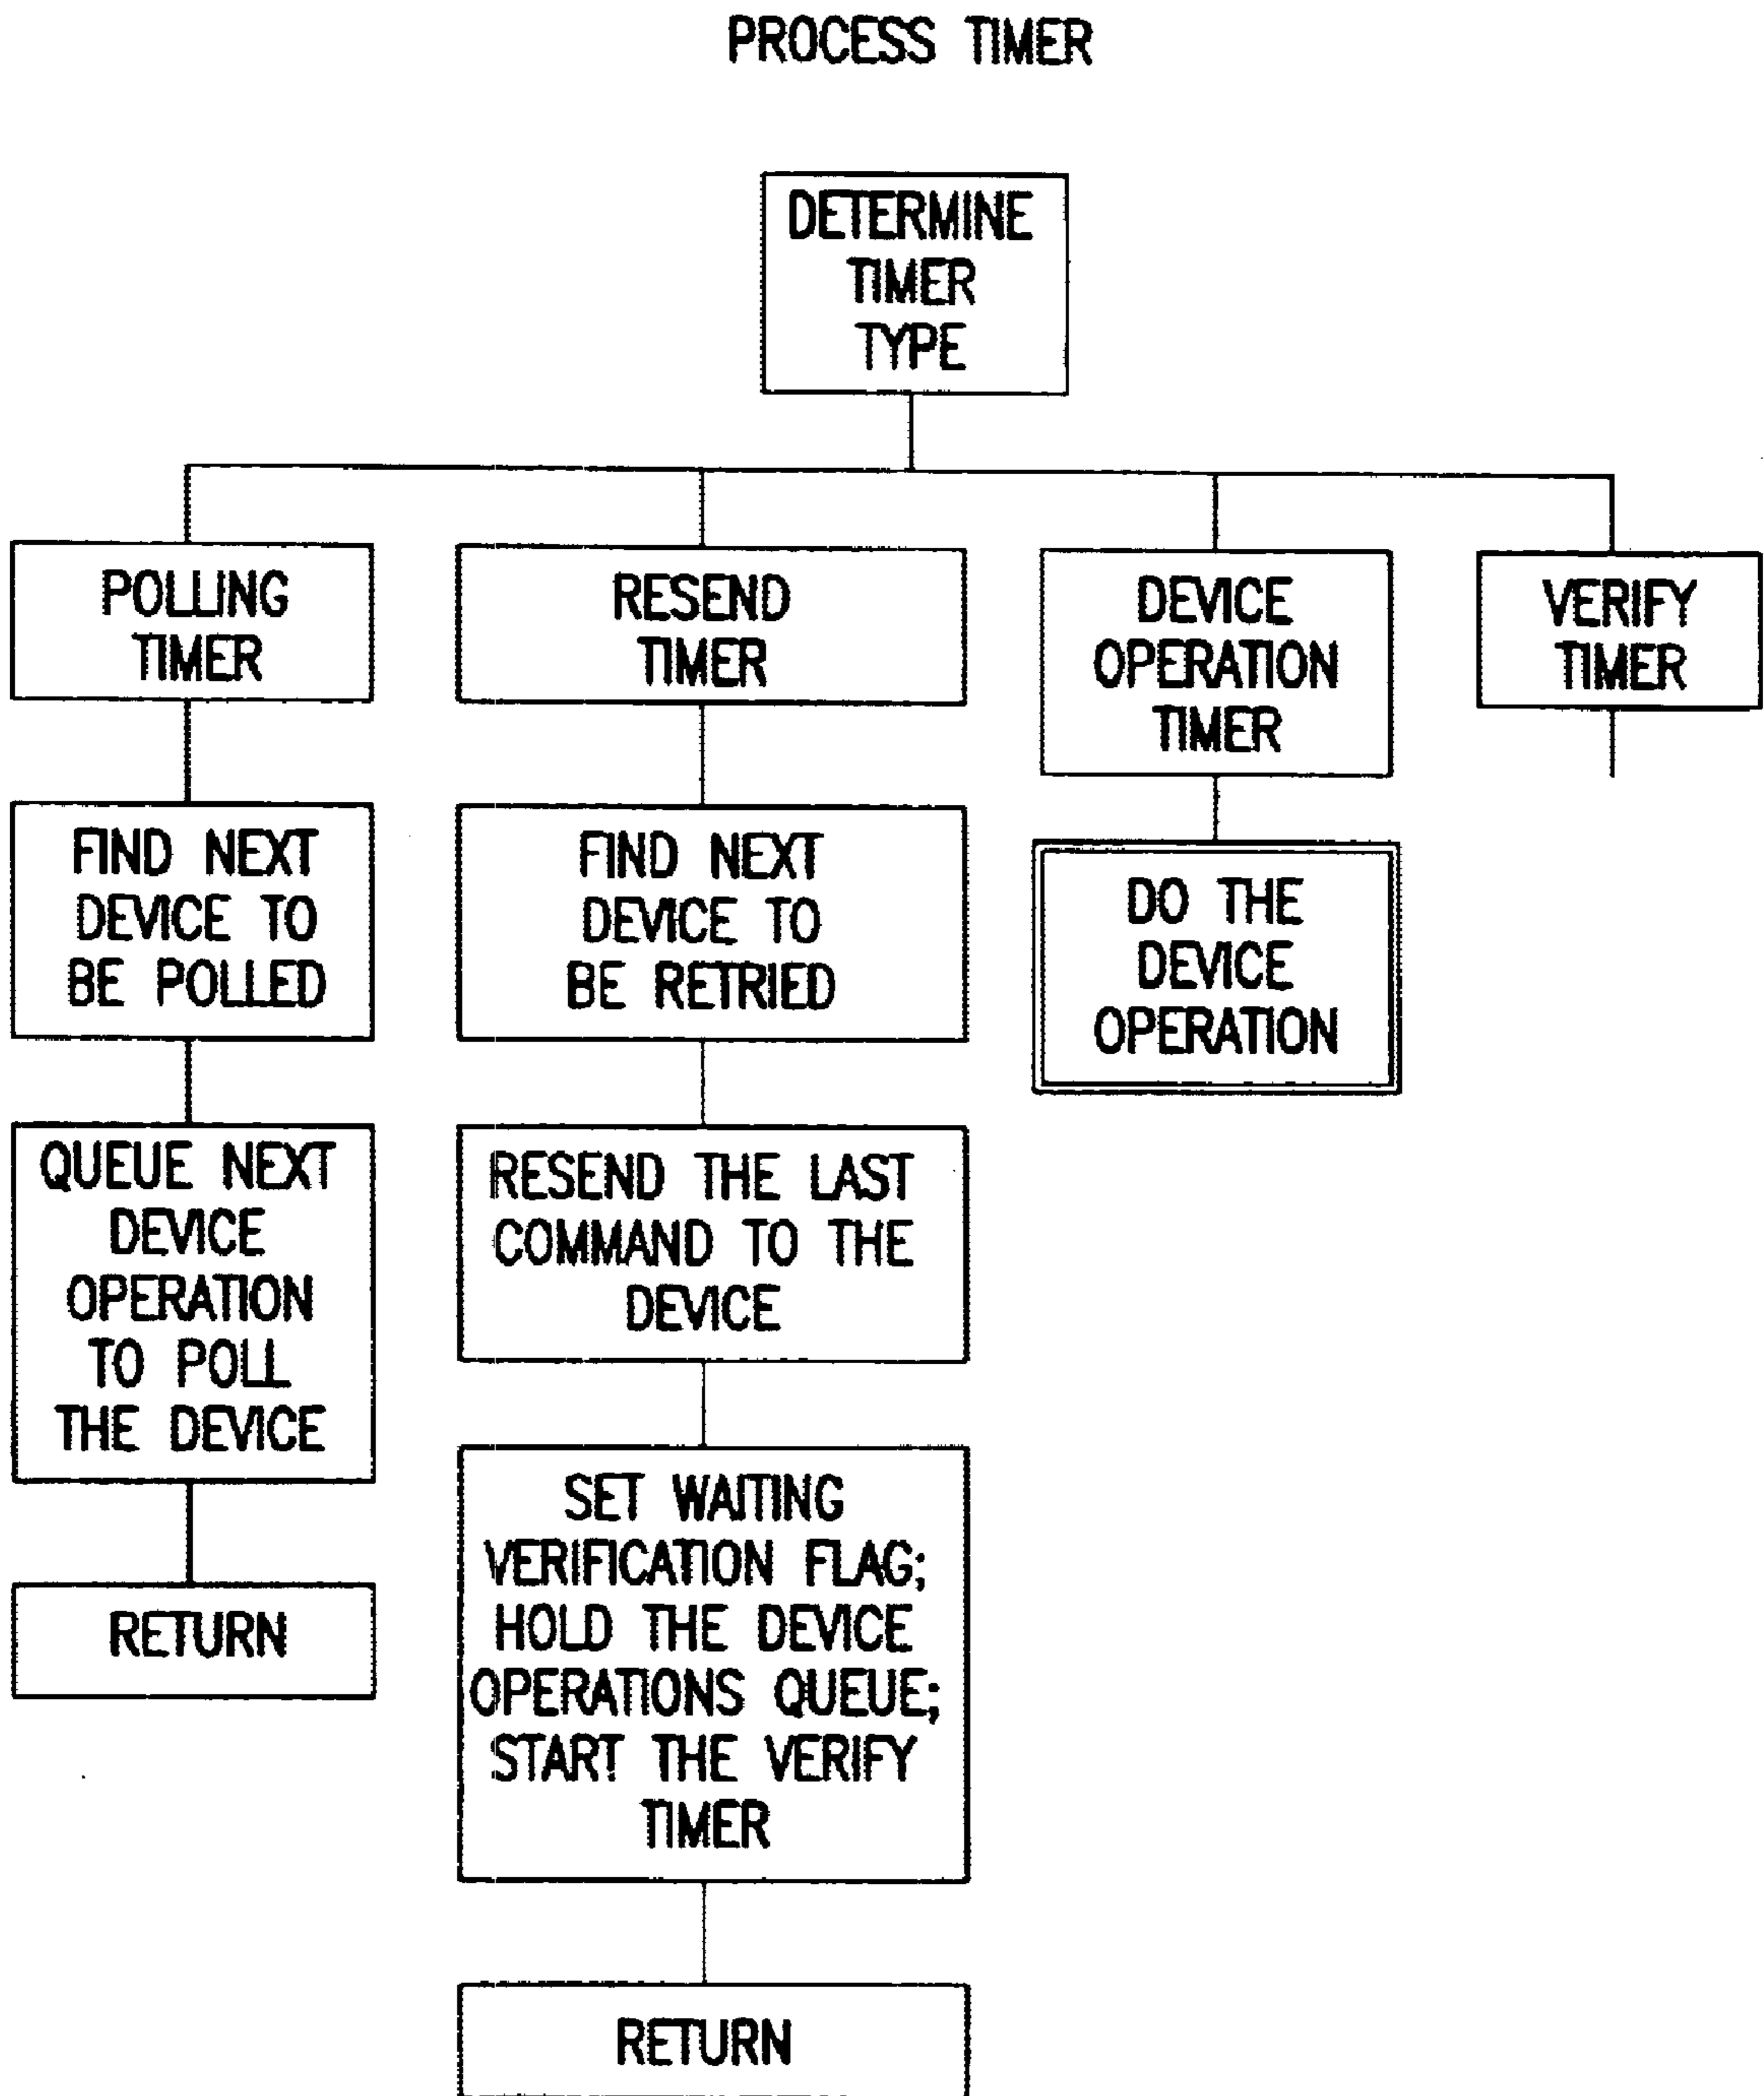 PROCESS TIMER
DETERMINE
TIMER
TYPE
POLLING
TIMER
FIND NEXT
DEVICE TO
BE POLLED
QUEUE NEXT
DEVICE
OPERATION
TO POLL
THE DEVICE
RETURN
RESEND
TIMER
FIND NEXT
DEVICE TO
BE RETRIED
RESEND THE LAST
COMMAND TO THE
DEVICE
SET WAITING
VERIFICATION FLAG;
HOLD THE DEVICE
OPERATIONS QUEUE;
START THE VERIFY
TIMER
RETURN
DEVICE
OPERATION
TIMER
DO THE
DEVICE
OPERATION
VERIFY
TIMER